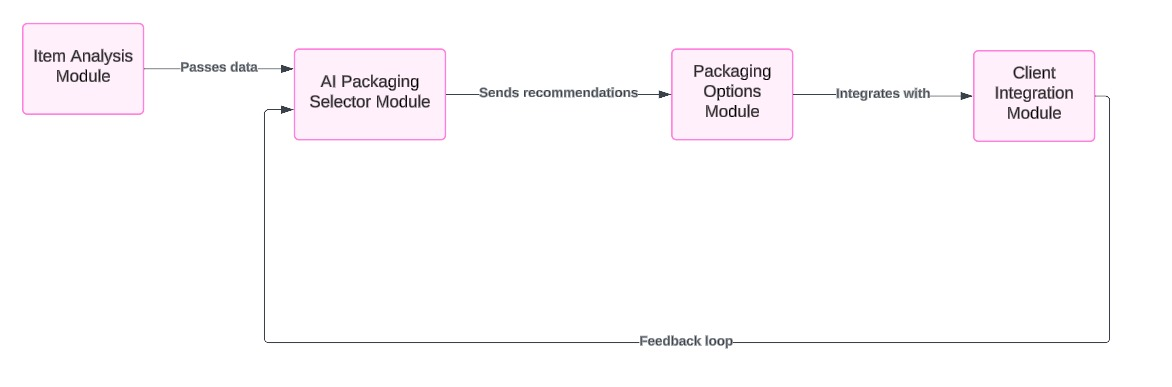 Item Analysis
Module
Passes data
AI Packaging
Selector Module
Sends recommendations
Packaging
Options
Module
Integrates with
Client
Integration
Module
Feedback loop